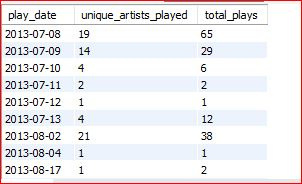 play_date unique_artists_played total_plays
2013-07-08 19 65
2013-07-09 14 29
2013-07-10 4 6
2013-07-11 2 2
2013-07-12 1 1
2013-07-13 4 12
2013-08-02 21 38
2013-08-04 1 1
2013-08-17 1 2